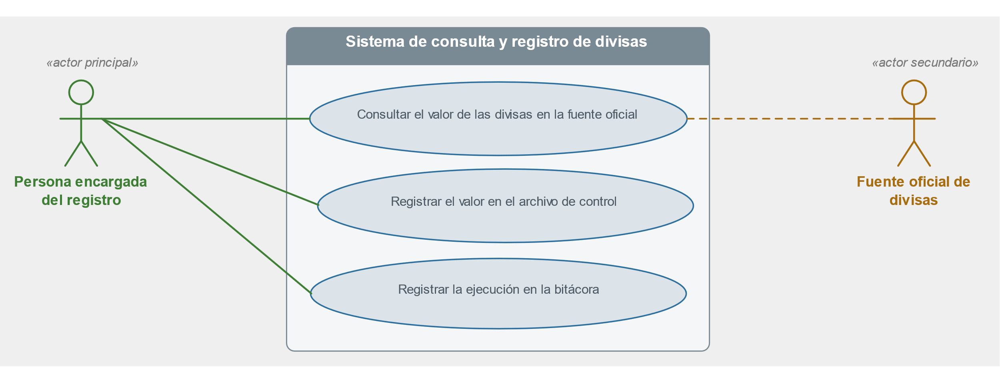 Sistema de consulta y registro de divisas
«actor principal»
«actor secundario»
Consultar el valor de las divisas en la fuente oficial
Persona encargada
del registro
Fuente oficial de
divisas
Registrar el valor en el archivo de control
Registrar la ejecución en la bitácora